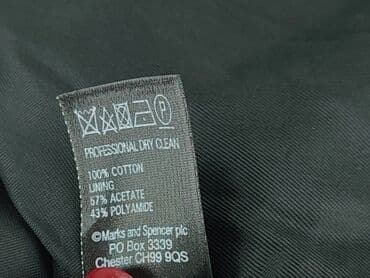 P
PROFESSIONAL DRY CLEAN
100% COTTON
LINING
57% ACETATE
43% POLYAMIDE
©Marks and Spencer plc
PO Box 3339
Chester CH99 9QS